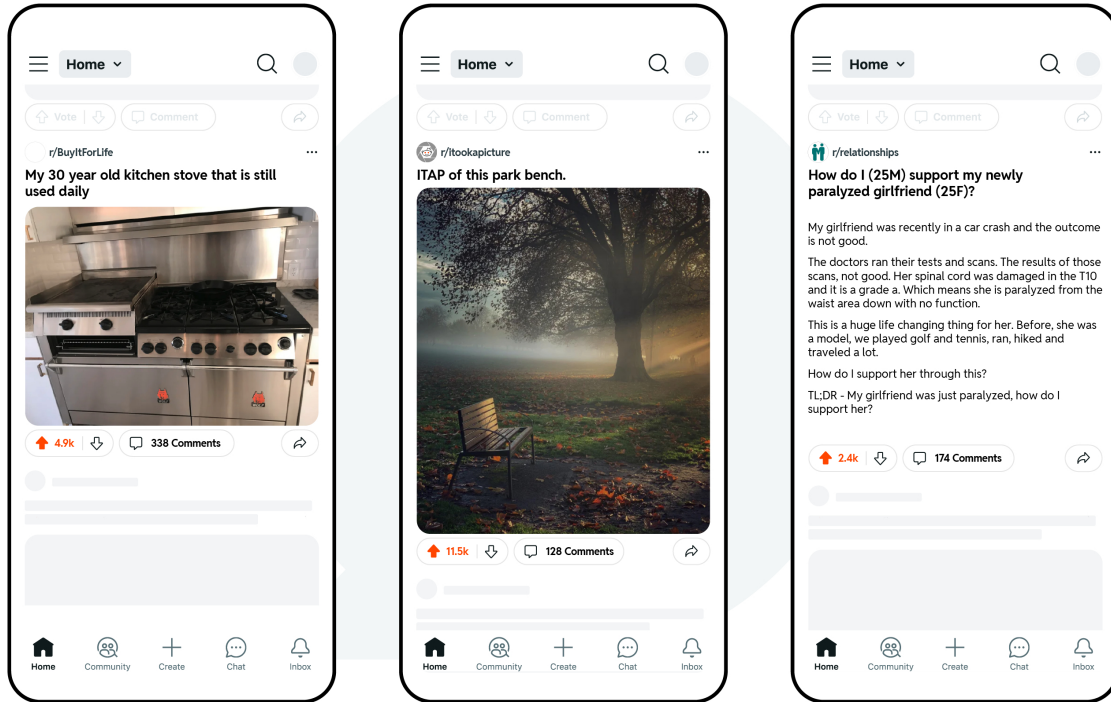 Home
Vote
Comment
r/BuyItForLife
My 30 year old kitchen stove that is still
used daily
4.9k
338 Comments
Home
Community
Create
Chat
Inbox
Home
Vote
Comment
r/itookapicture
ITAP of this park bench.
11.5k
128 Comments
Home
Community
Create
Chat
Inbox
Home
Vote
Comment
r/relationships
How do I (25M) support my newly
paralyzed girlfriend (25F)?
My girlfriend was recently in a car crash and the outcome
is not good.
The doctors ran their tests and scans. The results of those
scans, not good. Her spinal cord was damaged in the T10
and it is a grade a. Which means she is paralyzed from the
waist area down with no function.
This is a huge life changing thing for her. Before, she was
a model, we played golf and tennis, ran, hiked and
traveled a lot.
How do I support her through this?
TL;DR - My girlfriend was just paralyzed, how do I
support her?
2.4k
174 Comments
Home
Community
Create
Chat
Inbox